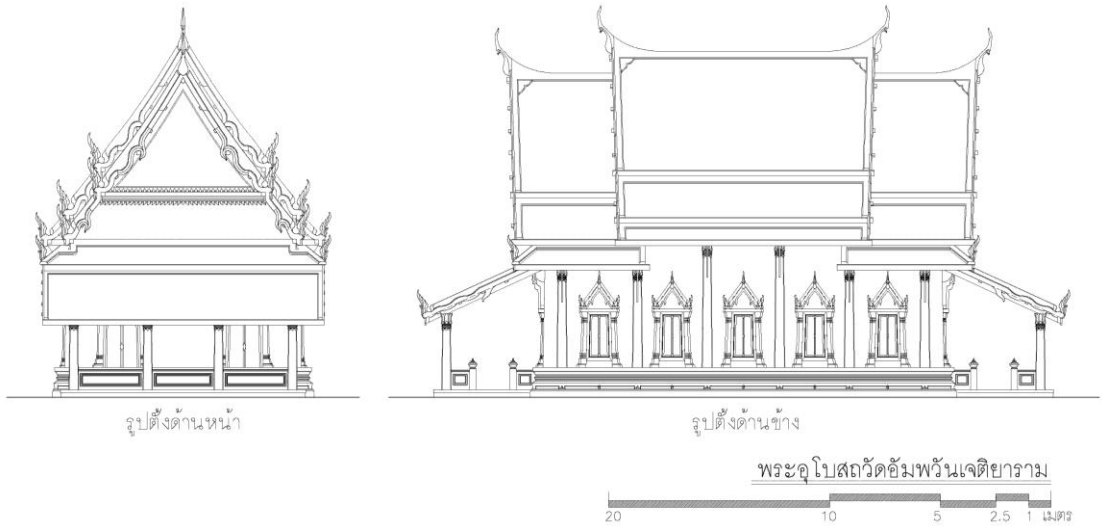 รูปตั้งด้านหน้า
รูปตั้งด้านข้าง
พระอุโบสถวัดอัมพวันเจติยาราม
20 10 5 2.5 1 เมตร